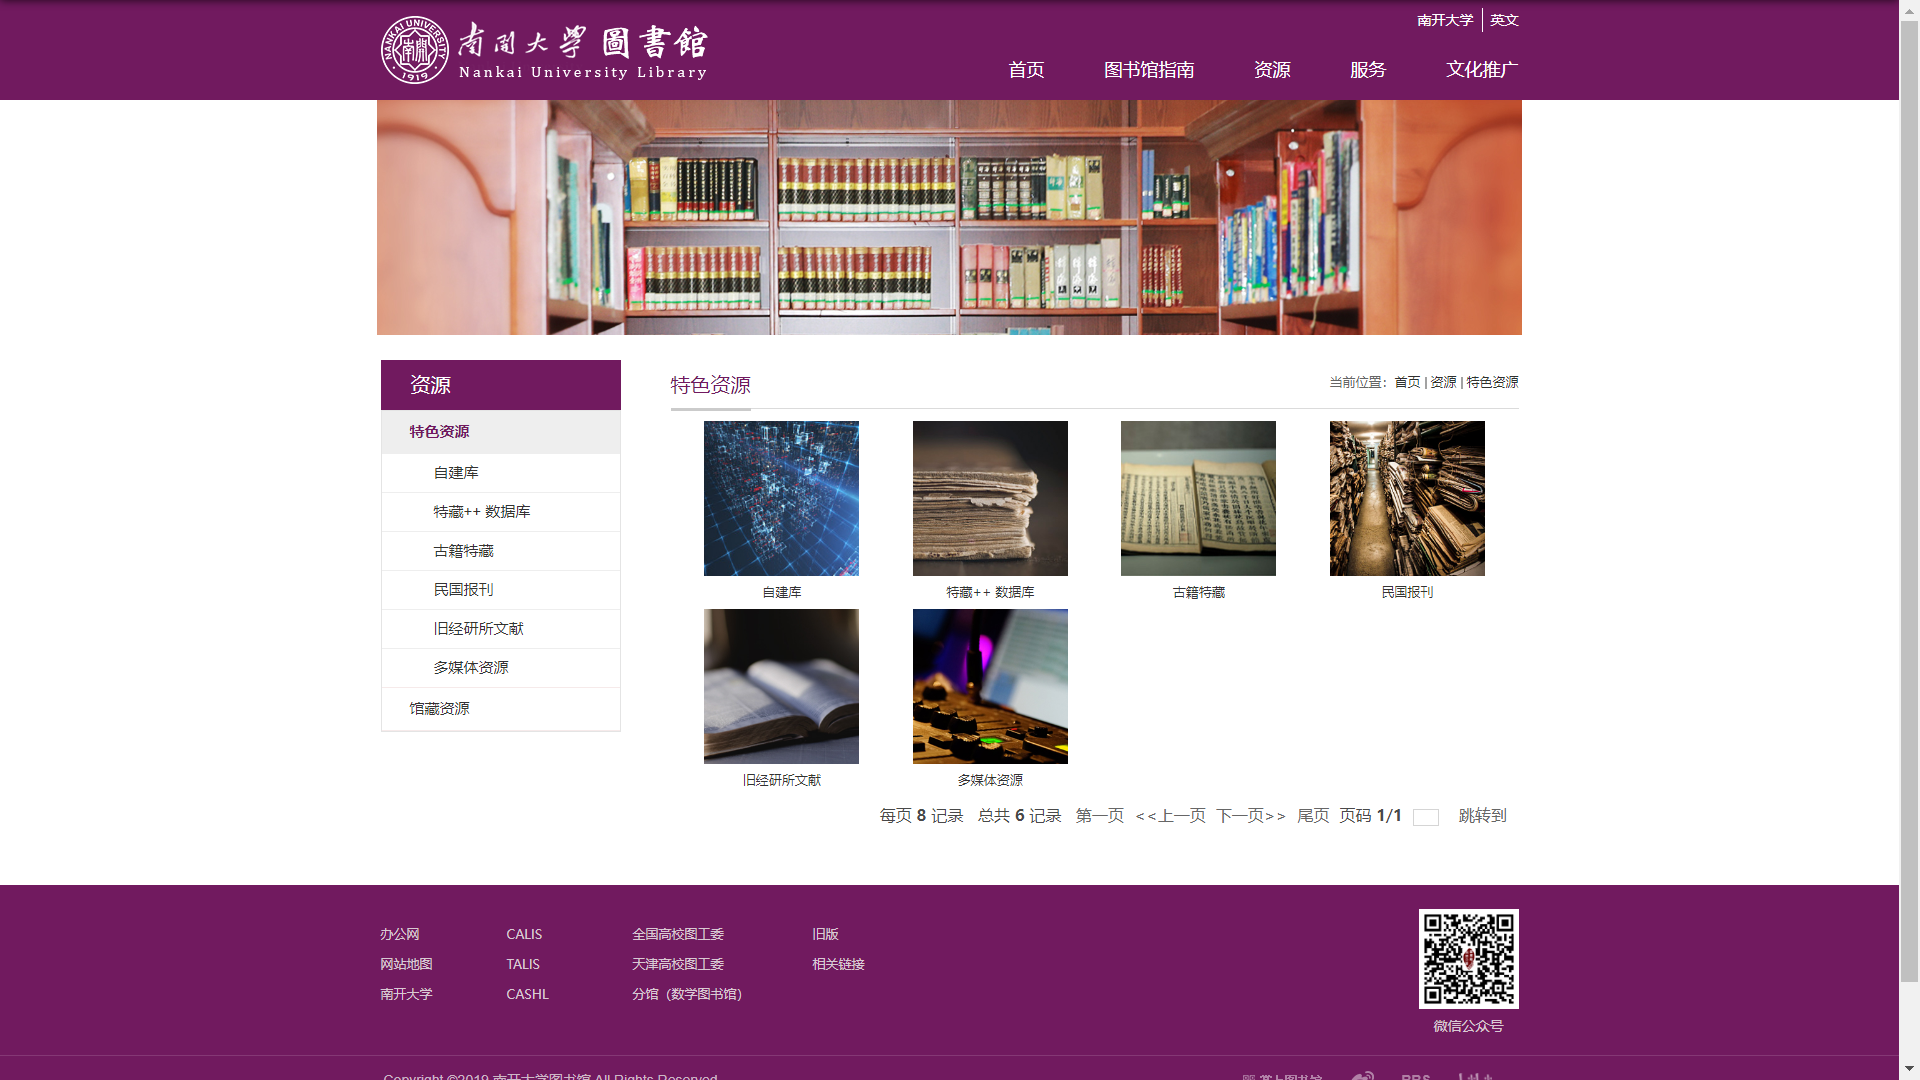 南开大学 英文
NANKAI UNIVERSITY
1919
南開大學 圖書館
Nankai University Library
首页 图书馆指南 资源 服务 文化推广
资源
特色资源
自建库
特藏++ 数据库
古籍特藏
民国报刊
旧经研所文献
多媒体资源
馆藏资源
特色资源
当前位置: 首页 | 资源 | 特色资源
自建库 特藏++ 数据库 古籍特藏 民国报刊
旧经研所文献 多媒体资源
每页 8 记录 总共 6 记录 第一页 <<上一页 下一页>> 尾页 页码 1/1 跳转到
办公网 CALIS 全国高校图工委 旧版
网站地图 TALIS 天津高校图工委 相关链接
南开大学 CASHL 分馆（数学图书馆）
微信公众号
Copyright ©2019 南开大学图书馆 All Rights Reserved
掌上图书馆 BBS